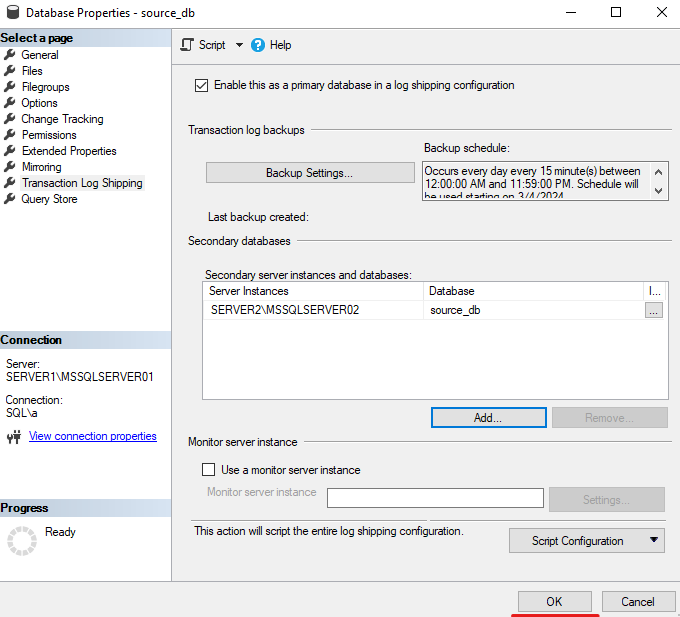 Database Properties - source_db
Select a page
General
Files
Filegroups
Options
Change Tracking
Permissions
Extended Properties
Mirroring
Transaction Log Shipping
Query Store
Connection
Server:
SERVER1\MSSQLSERVER01
Connection:
SQL\a
View connection properties
Progress
Ready
Script
Help
Enable this as a primary database in a log shipping configuration
Transaction log backups
Backup schedule:
Backup Settings...
Occurs every day every 15 minute(s) between
12:00:00 AM and 11:59:00 PM. Schedule will
be used starting on 3/4/2024.
Last backup created:
Secondary databases
Secondary server instances and databases:
Server Instances Database I...
SERVER2\MSSQLSERVER02 source_db ...
Add... Remove...
Monitor server instance
Use a monitor server instance
Monitor server instance Settings...
This action will script the entire log shipping configuration.
Script Configuration
OK Cancel